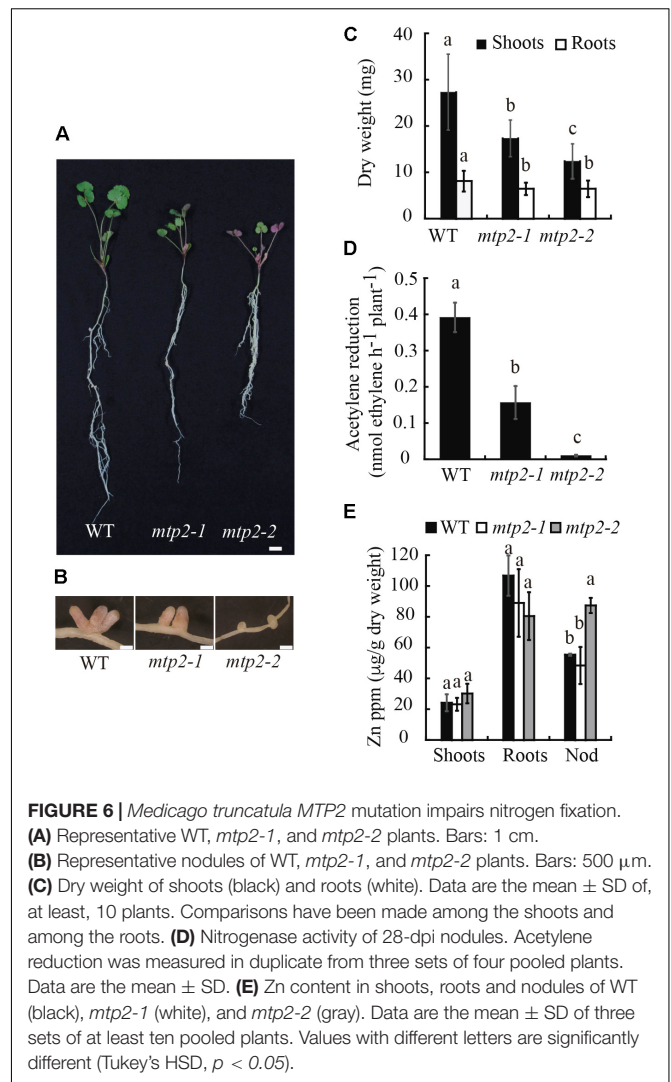 A
WT mtp2-1 mtp2-2
B
WT mtp2-1 mtp2-2
C
Shoots Roots
Dry weight (mg)
40
30
20
10
0
a
a
b
b
c
b
WT mtp2-1 mtp2-2
D
Acetylene reduction
(nmol ethylene h-1 plant-1)
0.4
0.3
0.2
0.1
0
a
b
c
WT mtp2-1 mtp2-2
E
WT mtp2-1 mtp2-2
Zn ppm (µg/g dry weight)
120
100
80
60
40
20
0
a a a
a a a
b b a
Shoots Roots Nod
FIGURE 6 | Medicago truncatula MTP2 mutation impairs nitrogen fixation.
(A) Representative WT, mtp2-1, and mtp2-2 plants. Bars: 1 cm.
(B) Representative nodules of WT, mtp2-1, and mtp2-2 plants. Bars: 500 µm.
(C) Dry weight of shoots (black) and roots (white). Data are the mean ± SD of,
at least, 10 plants. Comparisons have been made among the shoots and
among the roots. (D) Nitrogenase activity of 28-dpi nodules. Acetylene
reduction was measured in duplicate from three sets of four pooled plants.
Data are the mean ± SD. (E) Zn content in shoots, roots and nodules of WT
(black), mtp2-1 (white), and mtp2-2 (gray). Data are the mean ± SD of three
sets of at least ten pooled plants. Values with different letters are significantly
different (Tukey's HSD, p < 0.05).